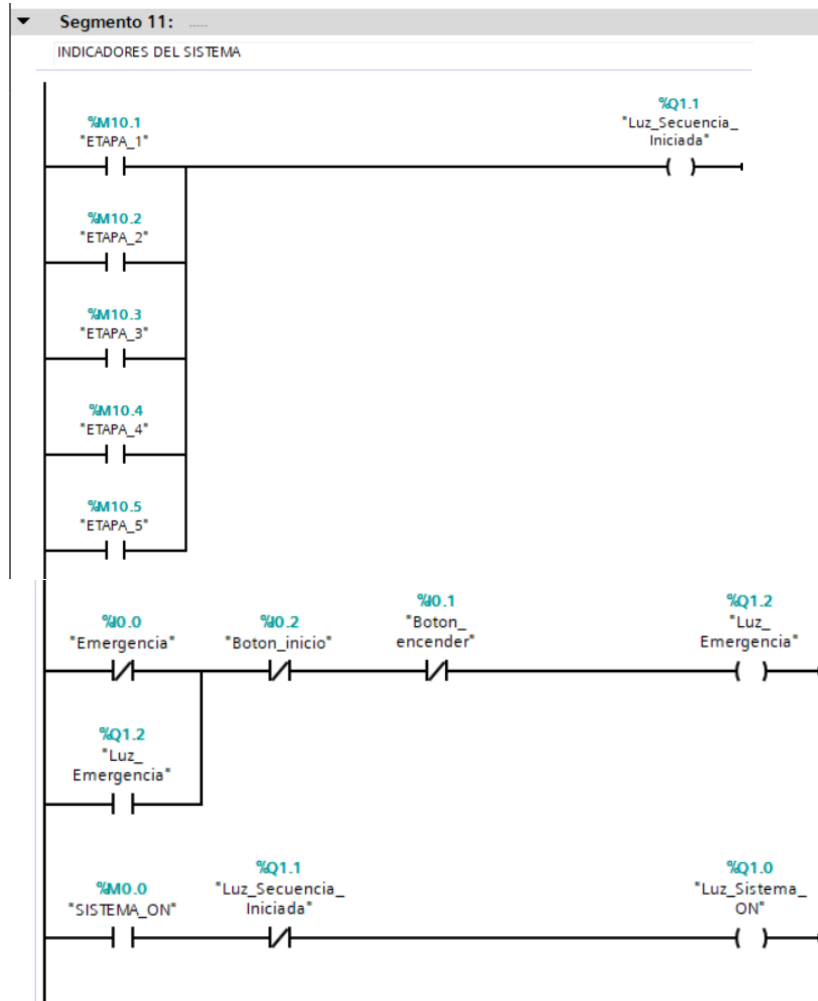 Segmento 11: .....
INDICADORES DEL SISTEMA
%Q1.1
"Luz_Secuencia_
Iniciada"
%M10.1
"ETAPA_1"
%M10.2
"ETAPA_2"
%M10.3
"ETAPA_3"
%M10.4
"ETAPA_4"
%M10.5
"ETAPA_5"
%I0.0
"Emergencia"
%I0.2
"Boton_inicio"
%I0.1
"Boton_
encender"
%Q1.2
"Luz_
Emergencia"
%Q1.2
"Luz_
Emergencia"
%M0.0
"SISTEMA_ON"
%Q1.1
"Luz_Secuencia_
Iniciada"
%Q1.0
"Luz_Sistema_
ON"